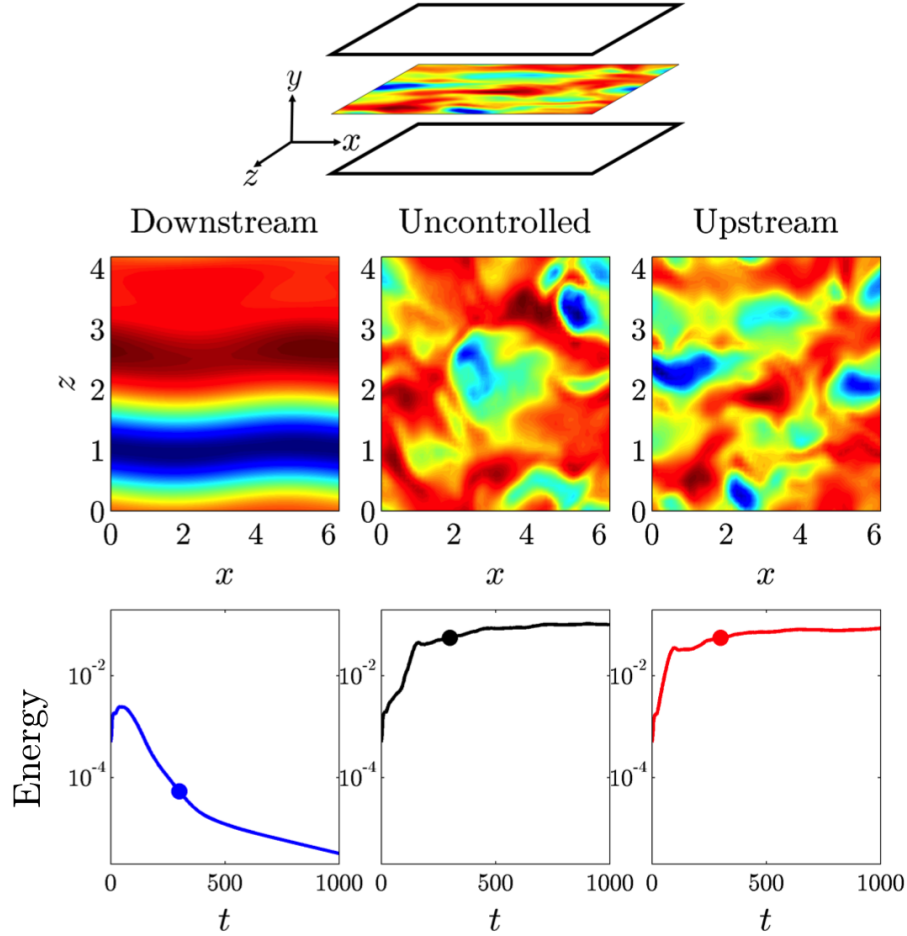 y
x
z
Downstream Uncontrolled Upstream
4 4 4
3 3 3
z
2 2 2
1 1 1
0 0 0
0 2 4 6 0 2 4 6 0 2 4 6
x x x
Energy
10^-2 10^-2 10^-2
10^-4 10^-4 10^-4
0 500 1000 0 500 1000 0 500 1000
t t t